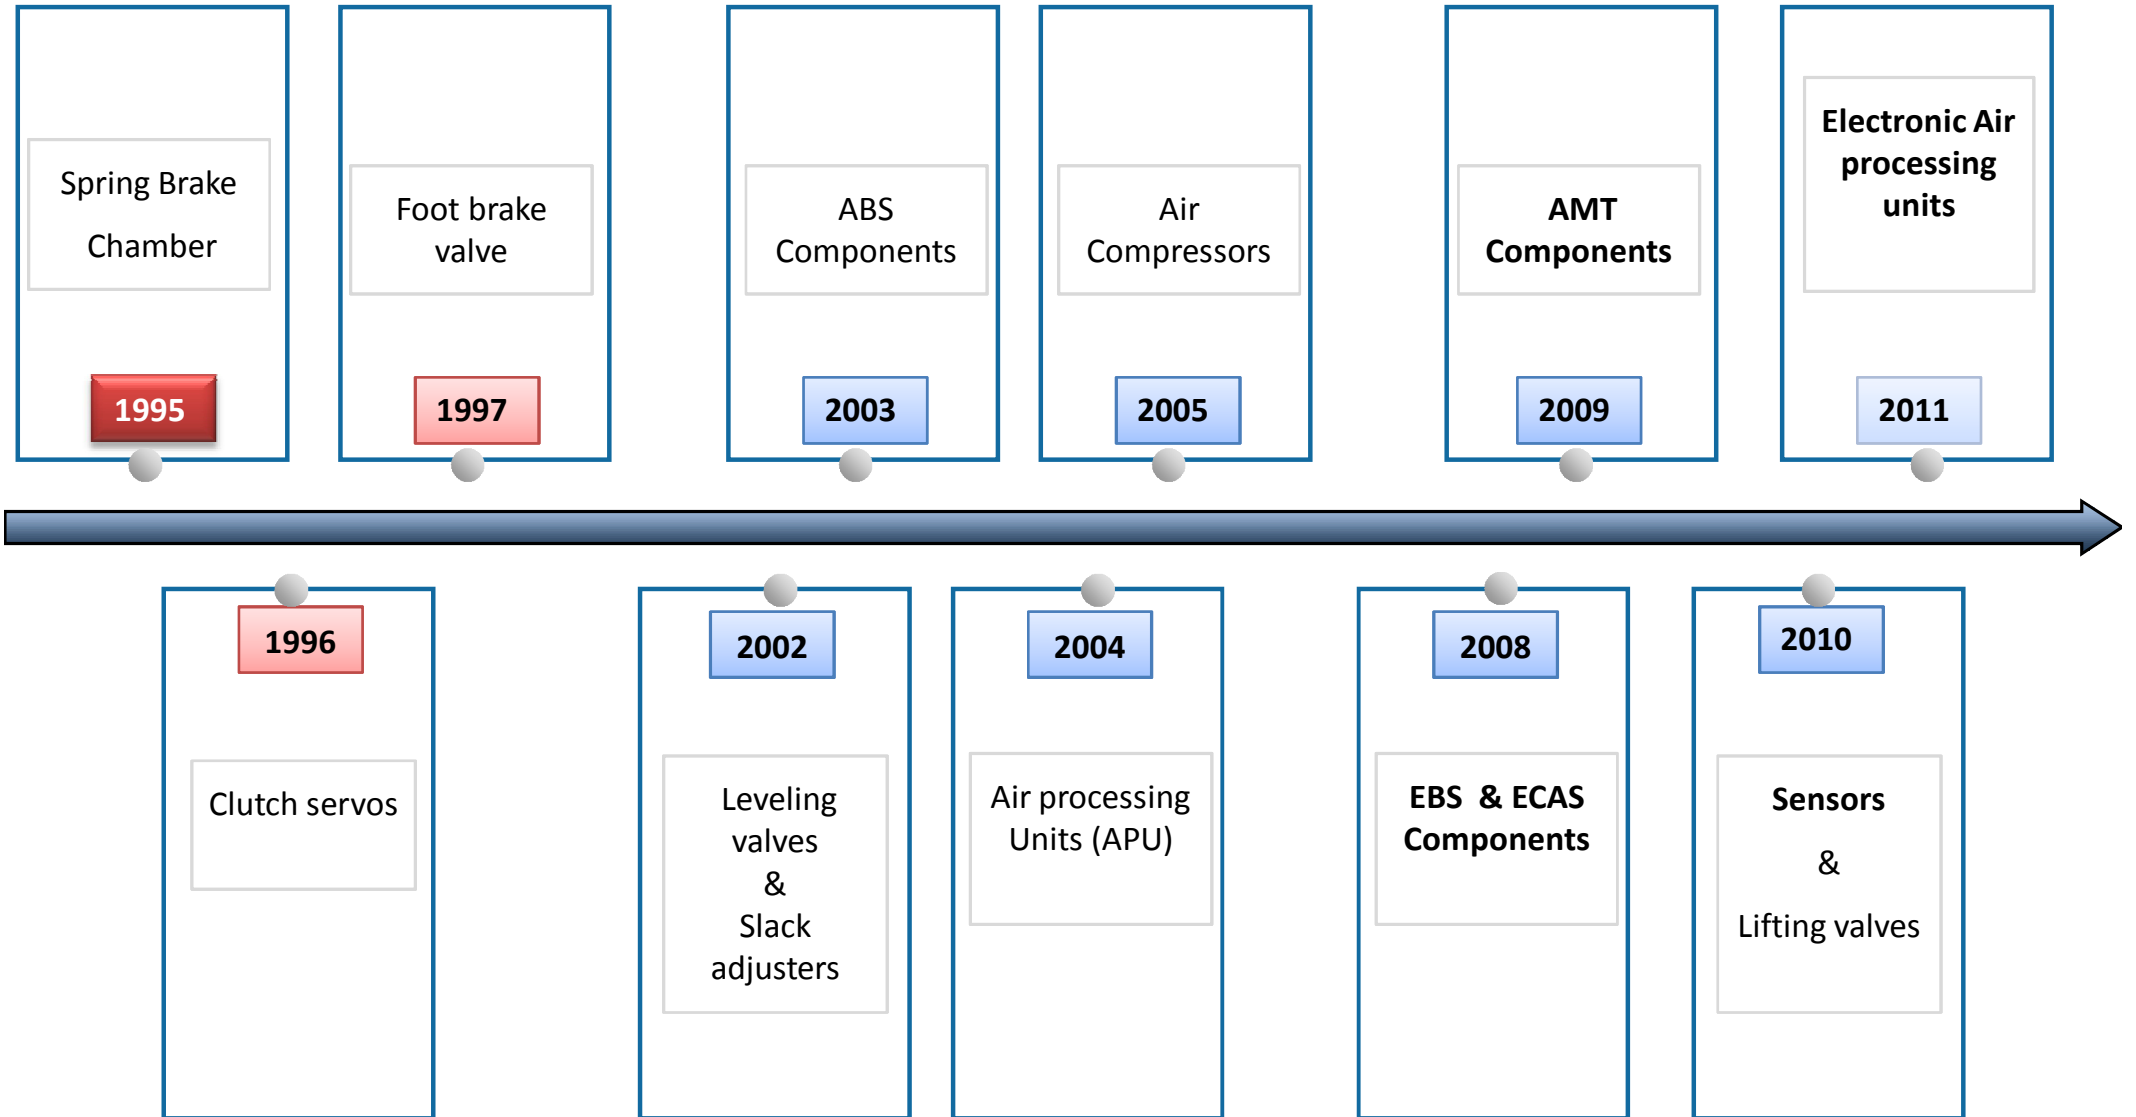 Spring Brake
Chamber
1995
Foot brake
valve
1997
ABS
Components
2003
Air
Compressors
2005
AMT
Components
2009
Electronic Air
processing
units
2011
1996
Clutch servos
2002
Leveling
valves
&
Slack
adjusters
2004
Air processing
Units (APU)
2008
EBS & ECAS
Components
2010
Sensors
&
Lifting valves